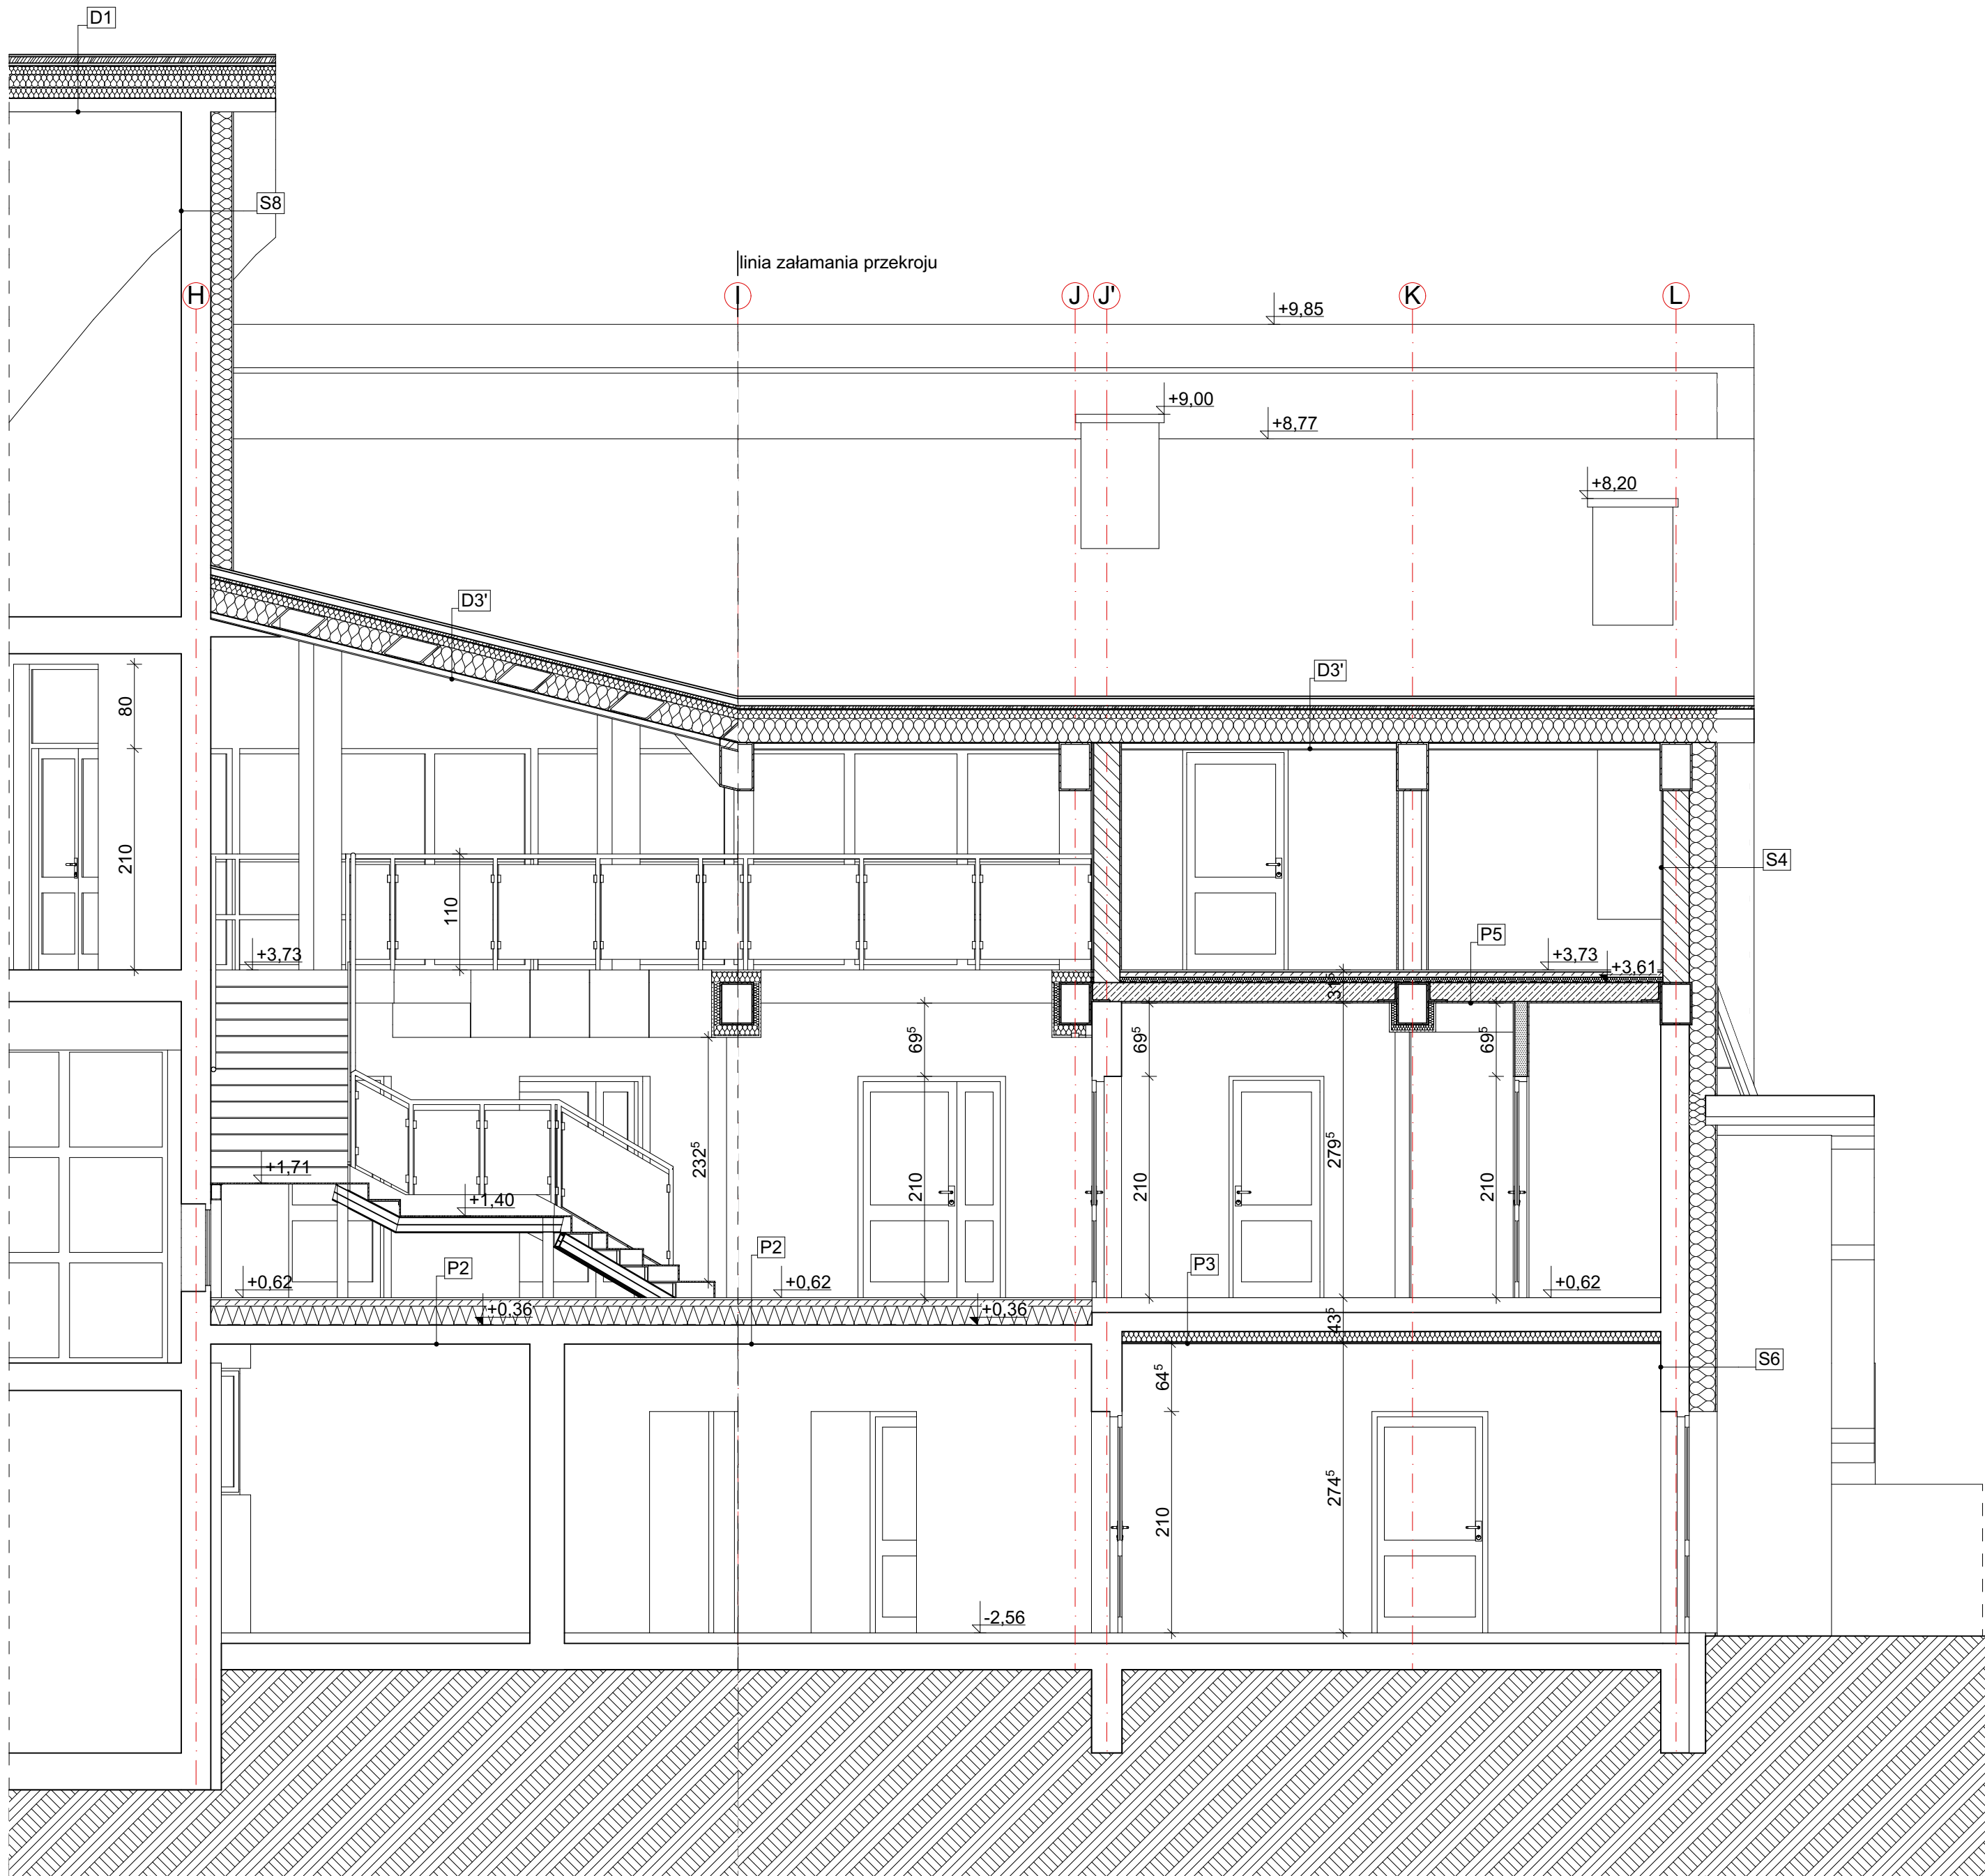 D1
S8
linia załamania przekroju
H
I
J
J'
K
L
+9,85
+9,00
+8,77
+8,20
D3'
D3'
80
210
110
S4
P5
+3,73
+3,73
+3,61
31⁵
69⁵
69⁵
69⁵
232⁵
210
210
279⁵
210
+1,71
+1,40
P2
P2
P3
+0,62
+0,62
+0,62
+0,36
+0,36
43⁵
64⁵
S6
274⁵
210
-2,56